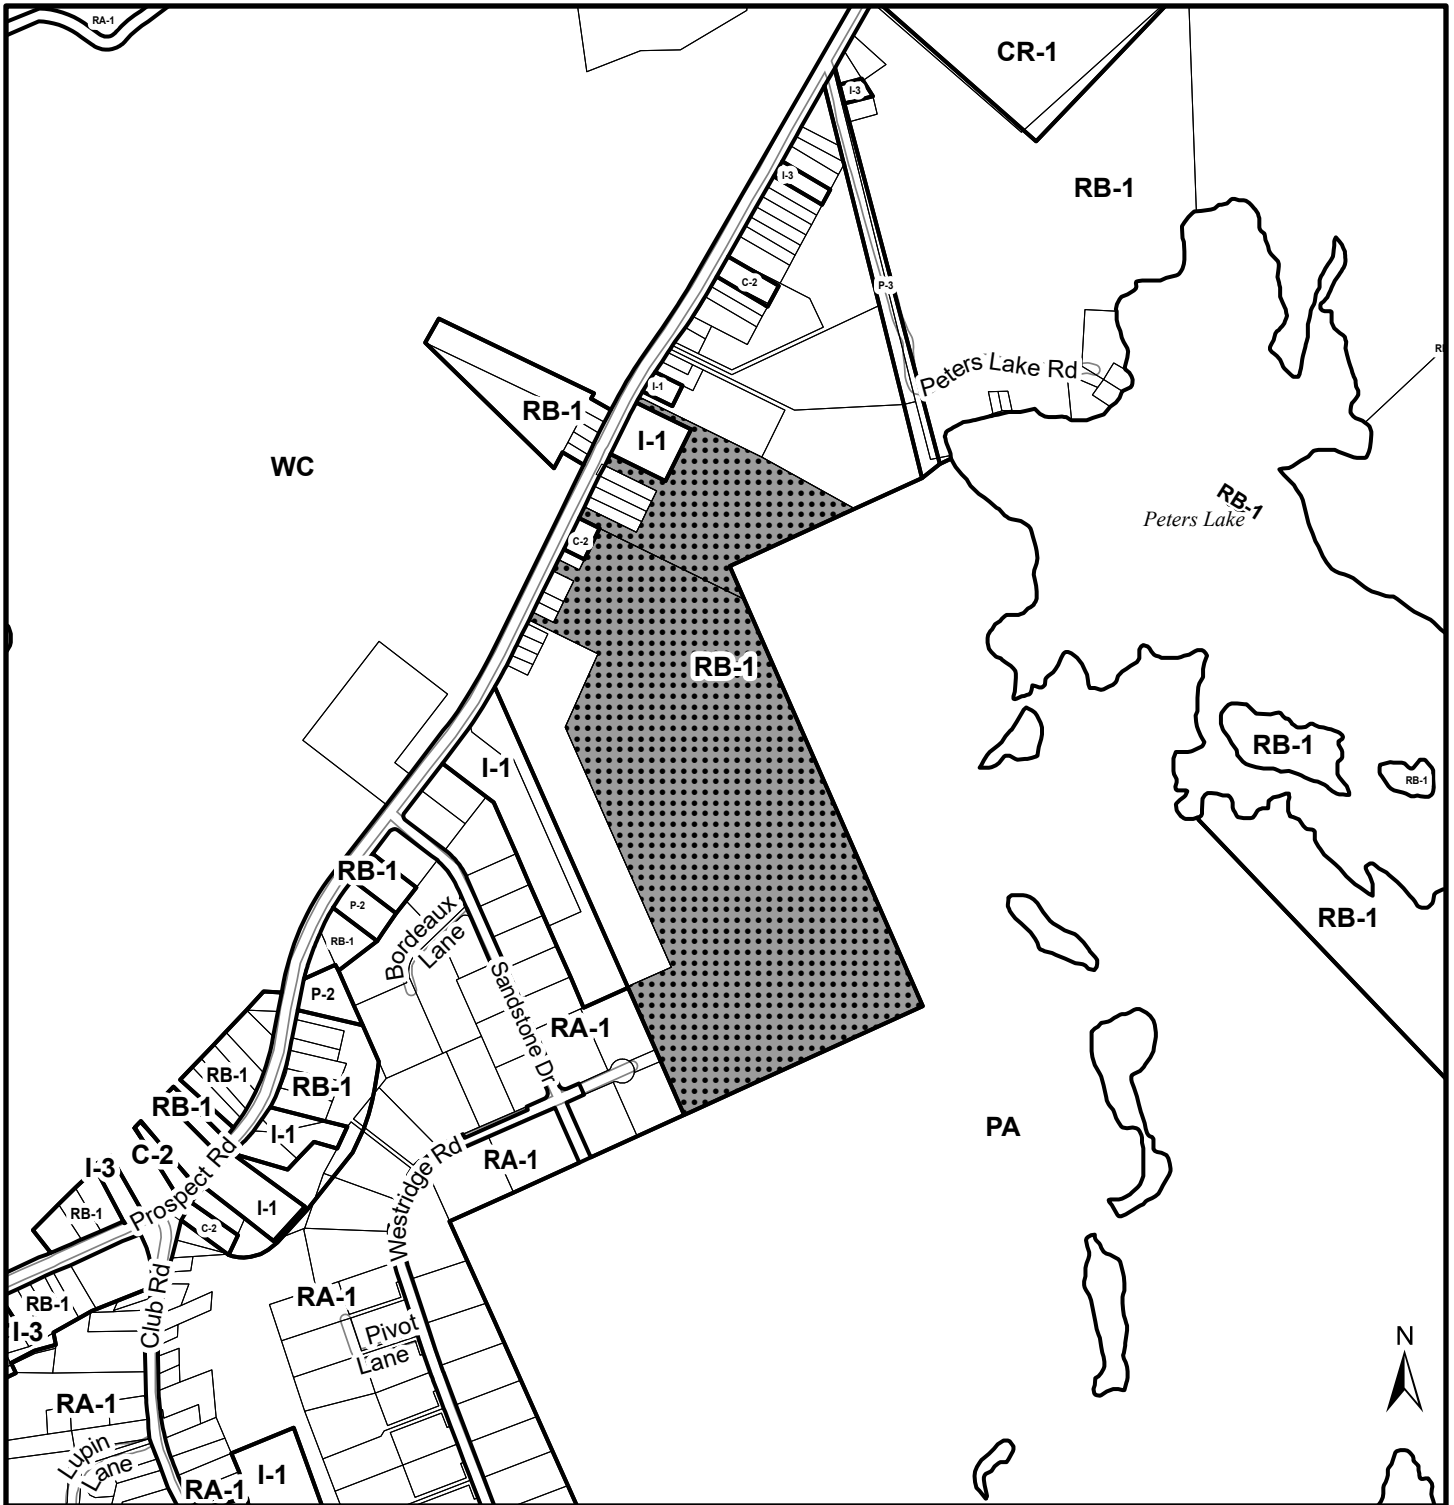 RA-1
CR-1
I-3
I-3
RB-1
C-2
P-3
Peters Lake Rd
I-1
RB-1
I-1
WC
RB-1
Peters Lake
C-2
RB-1
RB-1
RB-1
I-1
RB-1
P-2
RB-1
RB-1
Bordeaux
Lane
Sandstone Dr
P-2
RA-1
RB-1
RB-1
RB-1
I-1
PA
C-2
Prospect Rd
Westridge Rd
RA-1
I-3
RB-1
I-1
C-2
Club Rd
RA-1
RB-1
I-3
Pivot
Lane
N
RA-1
Lupin
Lane
RA-1
I-1